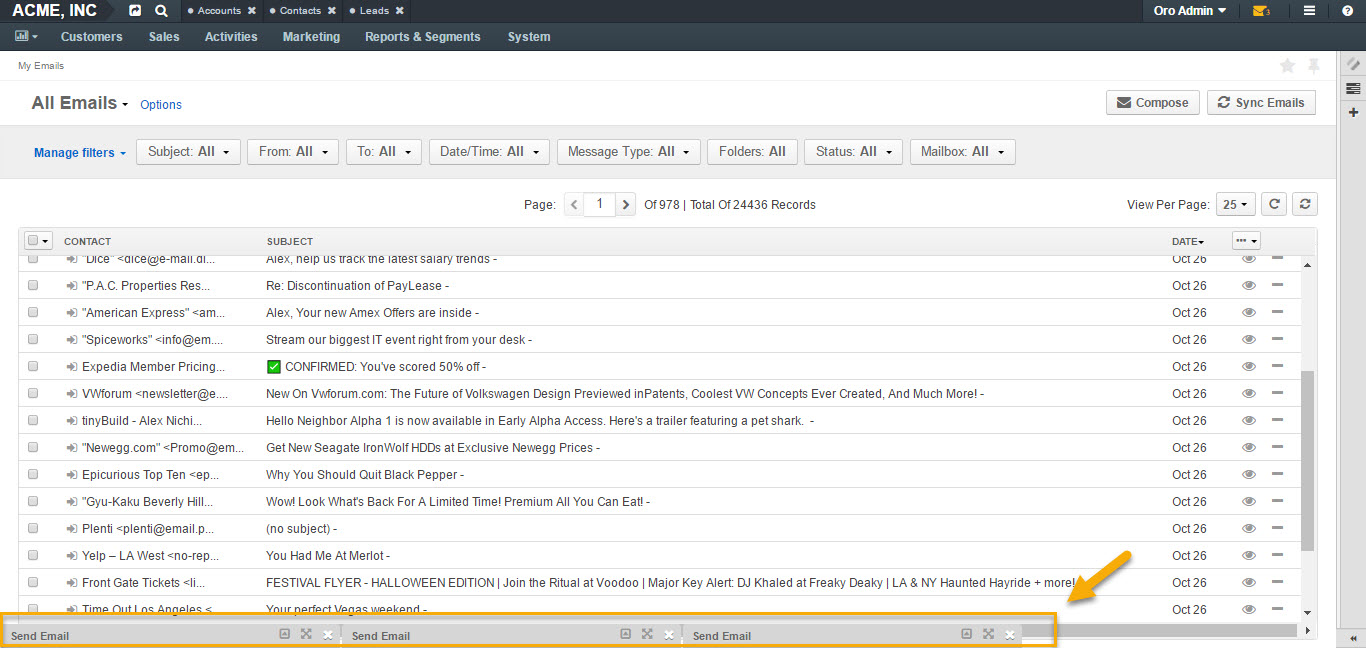 ACME, INC • Accounts ✖ • Contacts ✖ • Leads ✖ Oro Admin 3
Customers Sales Activities Marketing Reports & Segments System
My Emails
All Emails Options Compose Sync Emails
Manage filters Subject: All From: All To: All Date/Time: All Message Type: All Folders: All Status: All Mailbox: All
Page: 1 Of 978 | Total Of 24436 Records View Per Page: 25
CONTACT SUBJECT DATE
"Dice" <dice@e-mail.di... Alex, help us track the latest salary trends - Oct 26
"P.A.C. Properties Res... Re: Discontinuation of PayLease - Oct 26
"American Express" <am... Alex, Your new Amex Offers are inside - Oct 26
"Spiceworks" <info@em.... Stream our biggest IT event right from your desk - Oct 26
Expedia Member Pricing... ✅ CONFIRMED: You've scored 50% off - Oct 26
VWforum <newsletter@e.... New On Vwforum.com: The Future of Volkswagen Design Previewed inPatents, Coolest VW Concepts Ever Created, And Much More! - Oct 26
tinyBuild - Alex Nichi... Hello Neighbor Alpha 1 is now available in Early Alpha Access. Here's a trailer featuring a pet shark. - Oct 26
"Newegg.com" <Promo@em... Get New Seagate IronWolf HDDs at Exclusive Newegg Prices - Oct 26
Epicurious Top Ten <ep... Why You Should Quit Black Pepper - Oct 26
"Gyu-Kaku Beverly Hill... Wow! Look What's Back For A Limited Time! Premium All You Can Eat! - Oct 26
Plenti <plenti@email.p... (no subject) - Oct 26
Yelp – LA West <no-rep... You Had Me At Merlot - Oct 26
Front Gate Tickets <li... FESTIVAL FLYER - HALLOWEEN EDITION | Join the Ritual at Voodoo | Major Key Alert: DJ Khaled at Freaky Deaky | LA & NY Haunted Hayride + more! Oct 26
Time Out Los Angeles <... Your perfect Vegas weekend - Oct 26
Send Email Send Email Send Email